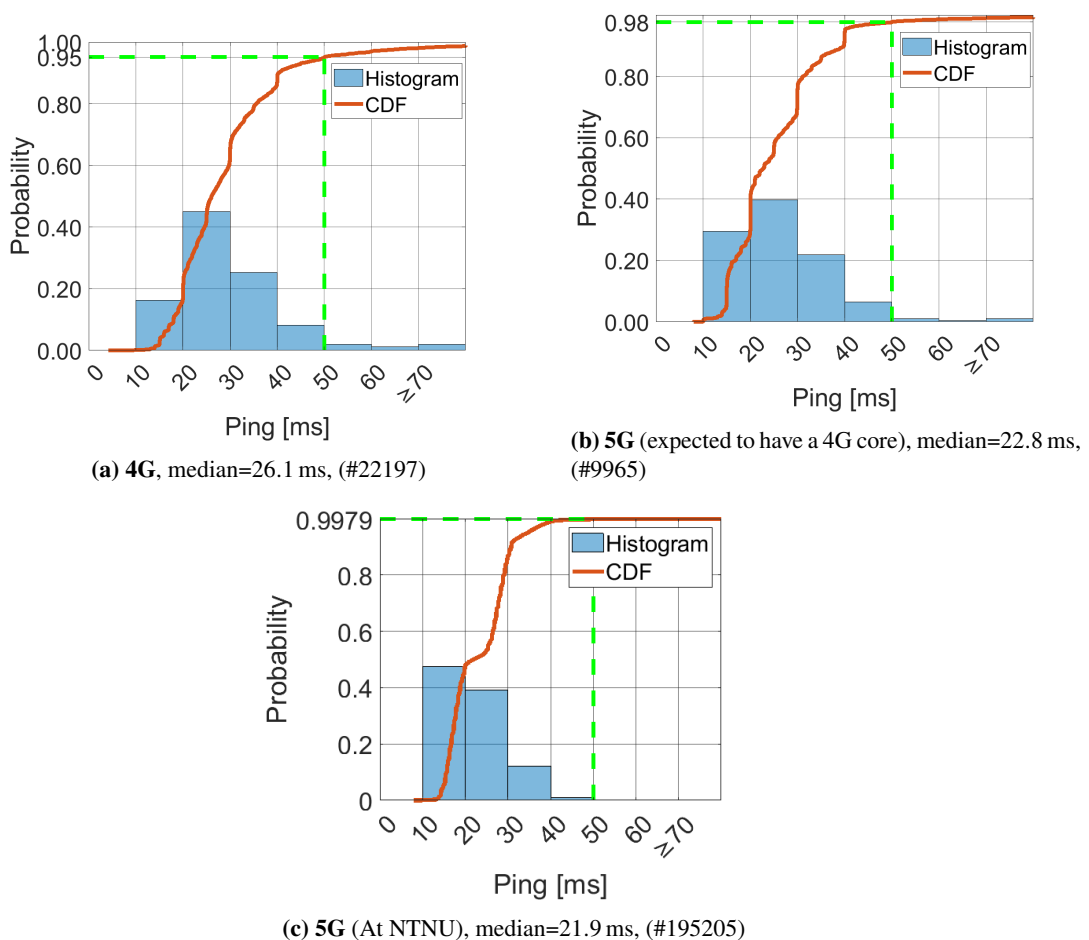 1.00
0.95
0.80
0.60
0.40
0.20
0.00
Probability
Histogram
CDF
0 10 20 30 40 50 60 ≥70
Ping [ms]
(a) 4G, median=26.1 ms, (#22197)
0.98
0.80
0.60
0.40
0.20
0.00
Probability
Histogram
CDF
0 10 20 30 40 50 60 ≥70
Ping [ms]
(b) 5G (expected to have a 4G core), median=22.8 ms,
(#9965)
0.9979
0.8
0.6
0.4
0.2
0
Probability
Histogram
CDF
0 10 20 30 40 50 60 ≥70
Ping [ms]
(c) 5G (At NTNU), median=21.9 ms, (#195205)